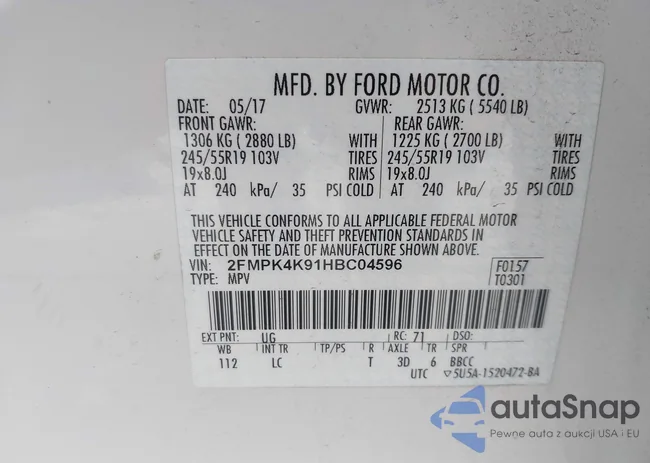 MFD. BY FORD MOTOR CO.
DATE: 05/17 GVWR: 2513 KG ( 5540 LB)
FRONT GAWR: REAR GAWR:
1306 KG ( 2880 LB) WITH 1225 KG ( 2700 LB) WITH
245/55R19 103V TIRES 245/55R19 103V TIRES
19x8.0J RIMS 19x8.0J RIMS
AT 240 kPa/ 35 PSI COLD AT 240 kPa/ 35 PSI COLD
THIS VEHICLE CONFORMS TO ALL APPLICABLE FEDERAL MOTOR
VEHICLE SAFETY AND THEFT PREVENTION STANDARDS IN
EFFECT ON THE DATE OF MANUFACTURE SHOWN ABOVE.
VIN: 2FMPK4K91HBC04596 F0157
TYPE: MPV T0301
EXT PNT: UG RC: 71 DSO:
WB INT TR TP/PS R AXLE TR SPR
112 LC T 3D 6 BBCC
UTC ▽5U5A-1520472-BA
autaSnap
Pewne auta z aukcji USA i EU